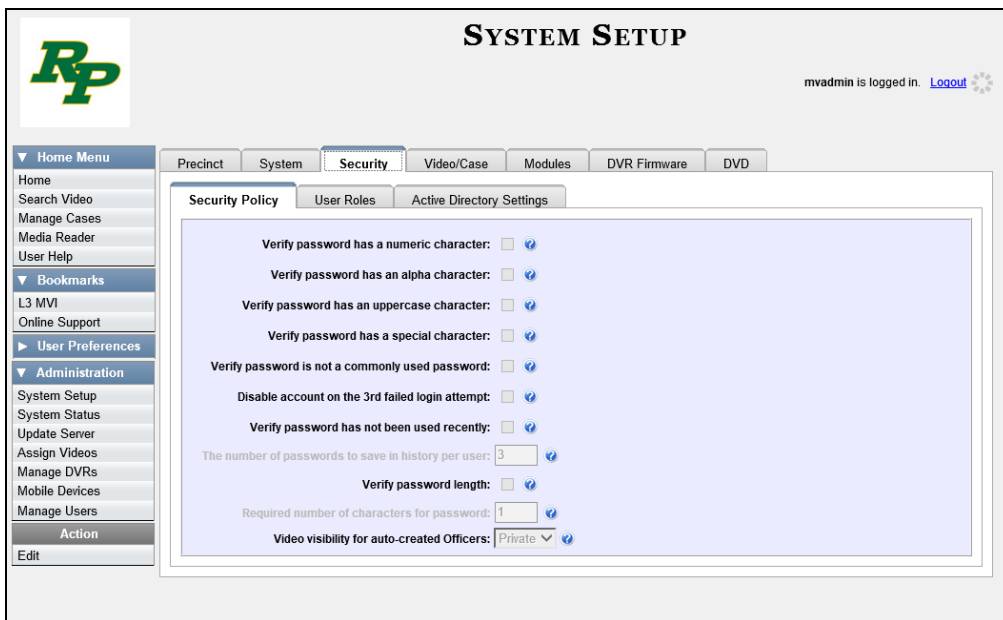 RP
SYSTEM SETUP
mvadmin is logged in. Logout
Home Menu
Home
Search Video
Manage Cases
Media Reader
User Help
Bookmarks
L3 MVI
Online Support
User Preferences
Administration
System Setup
System Status
Update Server
Assign Videos
Manage DVRs
Mobile Devices
Manage Users
Action
Edit
Precinct System Security Video/Case Modules DVR Firmware DVD
Security Policy User Roles Active Directory Settings
Verify password has a numeric character: ?
Verify password has an alpha character: ?
Verify password has an uppercase character: ?
Verify password has a special character: ?
Verify password is not a commonly used password: ?
Disable account on the 3rd failed login attempt: ?
Verify password has not been used recently: ?
The number of passwords to save in history per user: 3 ?
Verify password length: ?
Required number of characters for password: 1 ?
Video visibility for auto-created Officers: Private ?